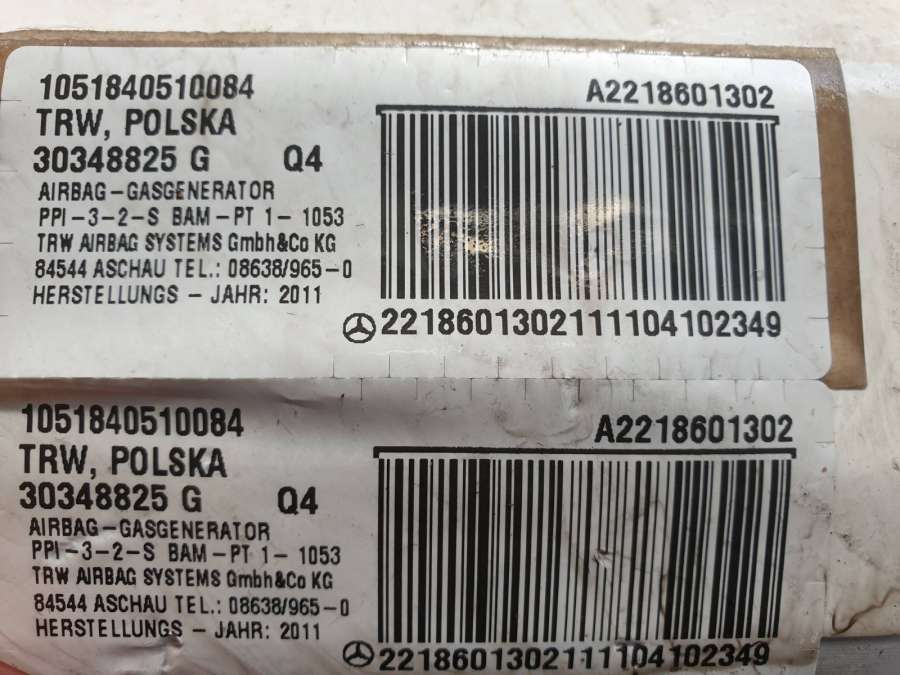 1051840510084
A2218601302
TRW, POLSKA
30348825 G Q4
AIRBAG-GASGENERATOR
PPI-3-2-S BAM-PT 1- 1053
TRW AIRBAG SYSTEMS Gmbh&Co KG
84544 ASCHAU TEL.: 08638/965-0
HERSTELLUNGS - JAHR: 2011
2218601302111104102349
1051840510084
A2218601302
TRW, POLSKA
30348825 G Q4
AIRBAG-GASGENERATOR
PPI-3-2-S BAM-PT 1- 1053
TRW AIRBAG SYSTEMS Gmbh&Co KG
84544 ASCHAU TEL.: 08638/965-0
HERSTELLUNGS - JAHR: 2011
2218601302111104102349